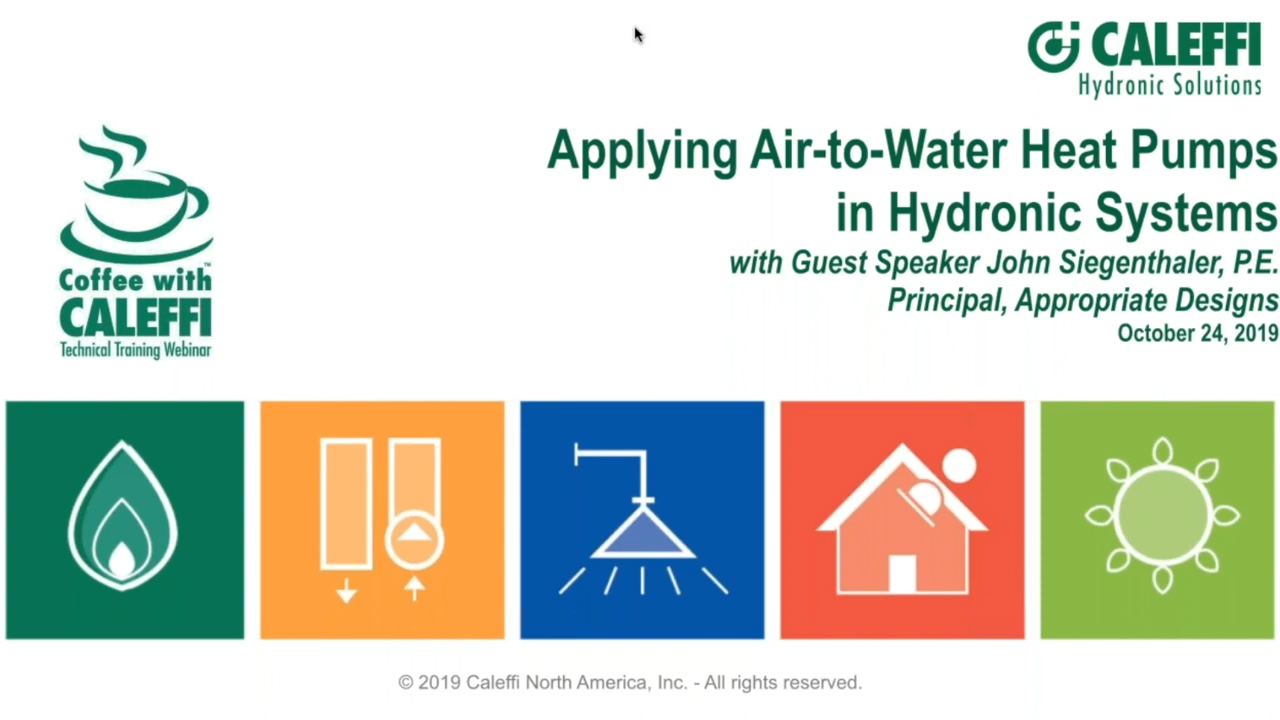 CALEFFI
Hydronic Solutions
Applying Air-to-Water Heat Pumps
in Hydronic Systems
with Guest Speaker John Siegenthaler, P.E.
Principal, Appropriate Designs
October 24, 2019
Coffee with™
CALEFFI
Technical Training Webinar
© 2019 Caleffi North America, Inc. - All rights reserved.